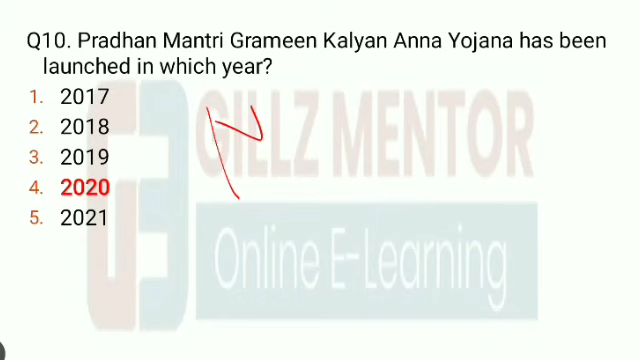 Q10. Pradhan Mantri Grameen Kalyan Anna Yojana has been
launched in which year?
1. 2017
2. 2018
3. 2019
4. 2020
5. 2021
GILLZ MENTOR
Online E-Learning